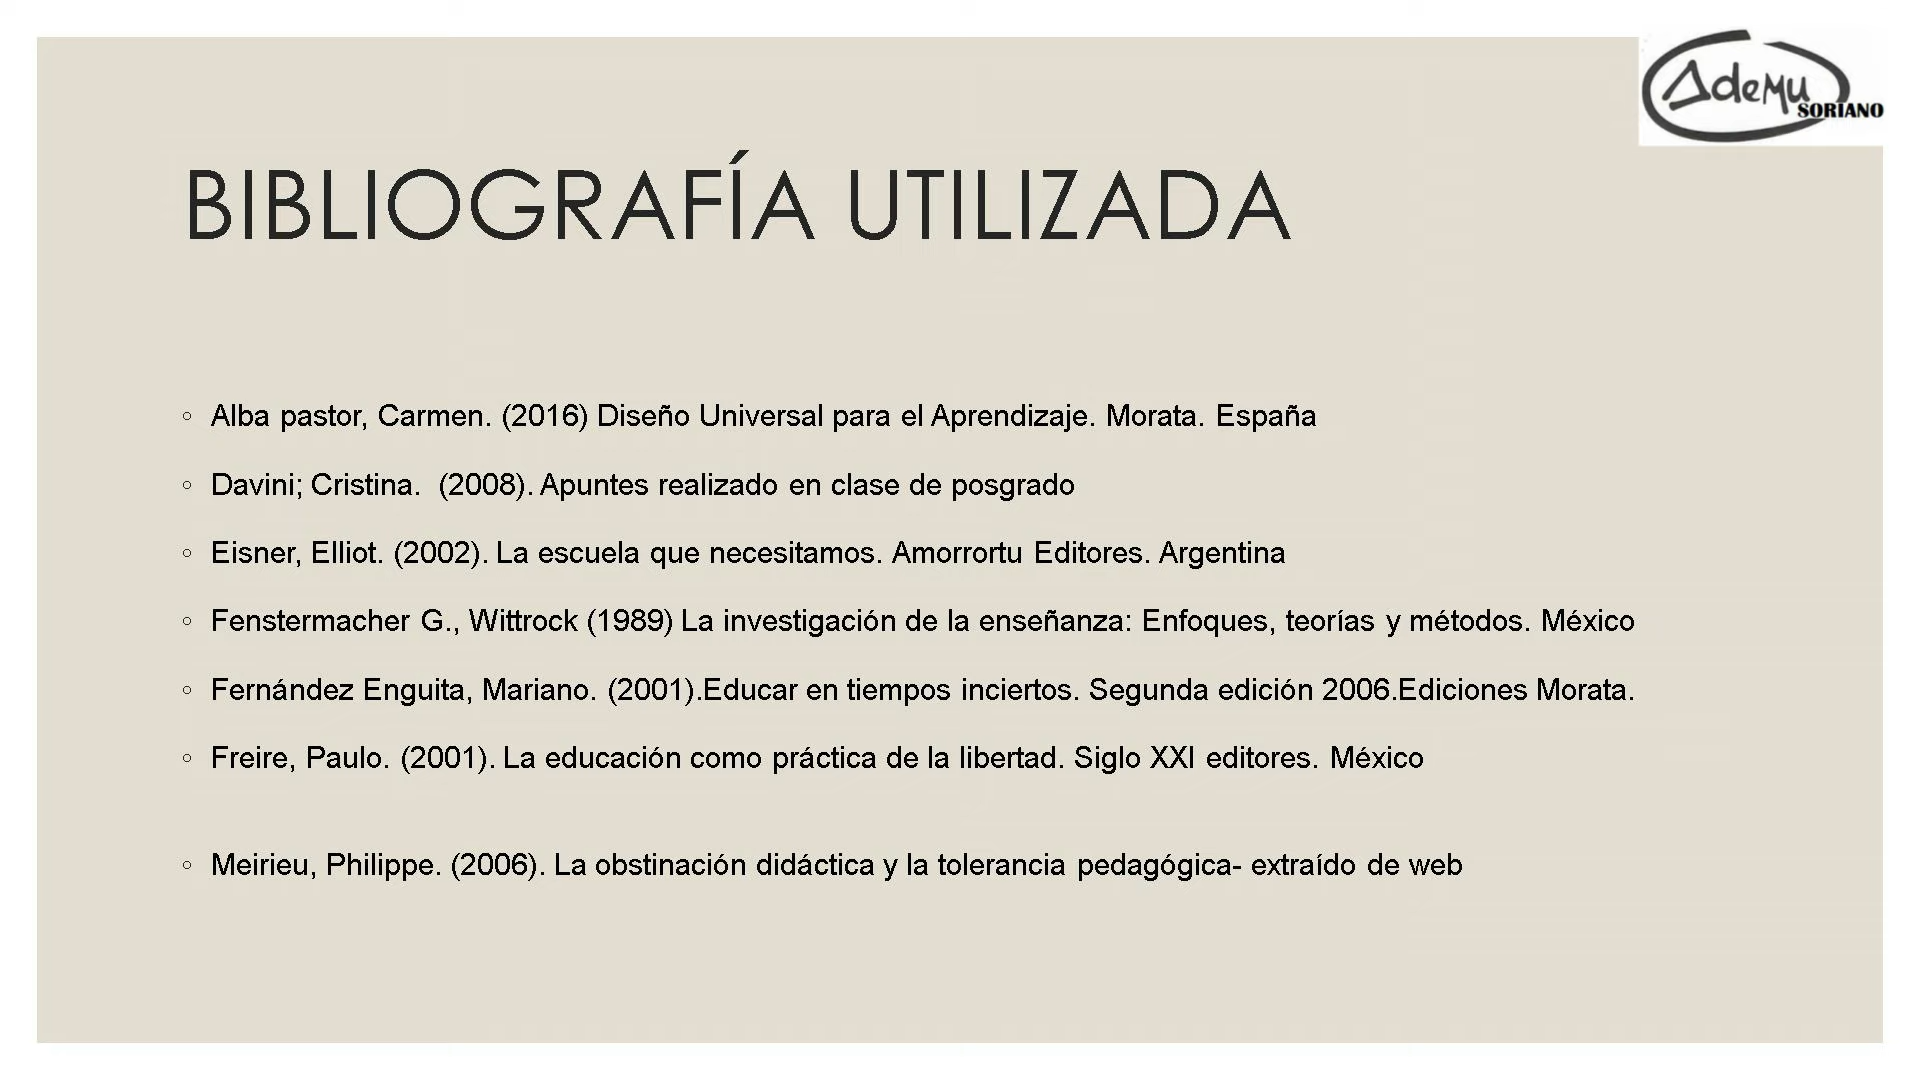 AdeMu
SORIANO
BIBLIOGRAFÍA UTILIZADA
◦ Alba pastor, Carmen. (2016) Diseño Universal para el Aprendizaje. Morata. España
◦ Davini; Cristina.  (2008). Apuntes realizado en clase de posgrado
◦ Eisner, Elliot. (2002). La escuela que necesitamos. Amorrortu Editores. Argentina
◦ Fenstermacher G., Wittrock (1989) La investigación de la enseñanza: Enfoques, teorías y métodos. México
◦ Fernández Enguita, Mariano. (2001).Educar en tiempos inciertos. Segunda edición 2006.Ediciones Morata.
◦ Freire, Paulo. (2001). La educación como práctica de la libertad. Siglo XXI editores. México
◦ Meirieu, Philippe. (2006). La obstinación didáctica y la tolerancia pedagógica- extraído de web